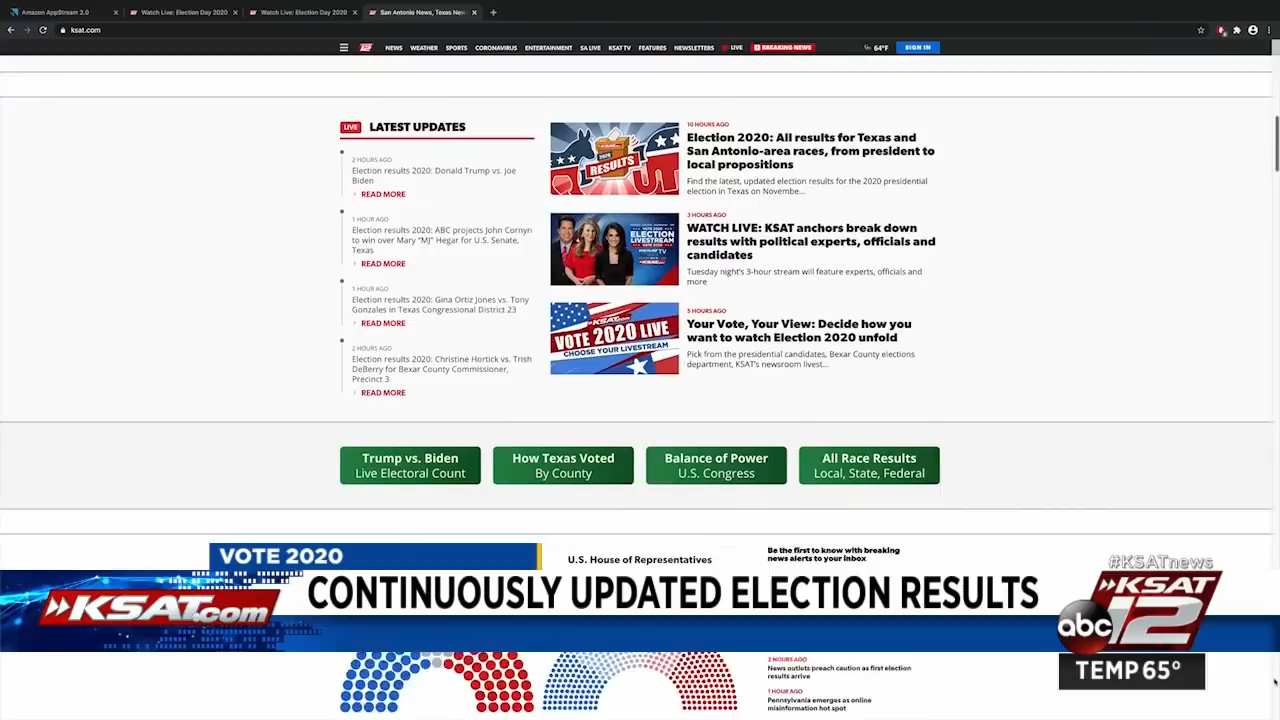 Amazon AppStream 2.0
Watch Live: Election Day 2020
Watch Live: Election Day 2020
San Antonio News, Texas New
ksat.com
12
NEWS
WEATHER
SPORTS
CORONAVIRUS
ENTERTAINMENT
SA LIVE
KSAT TV
FEATURES
NEWSLETTERS
LIVE
BREAKING NEWS
64°F
SIGN IN
LIVE
LATEST UPDATES
2 HOURS AGO
Election results 2020: Donald Trump vs. Joe
Biden
READ MORE
1 HOUR AGO
Election results 2020: ABC projects John Cornyn
to win over Mary “MJ” Hegar for U.S. Senate,
Texas
READ MORE
1 HOUR AGO
Election results 2020: Gina Ortiz Jones vs. Tony
Gonzales in Texas Congressional District 23
READ MORE
2 HOURS AGO
Election results 2020: Christine Hortick vs. Trish
DeBerry for Bexar County Commissioner,
Precinct 3
READ MORE
2020
RESULTS
10 HOURS AGO
Election 2020: All results for Texas and
San Antonio-area races, from president to
local propositions
Find the latest, updated election results for the 2020 presidential
election in Texas on Novembe...
ELECTION
LIVESTREAM
3 HOURS AGO
WATCH LIVE: KSAT anchors break down
results with political experts, officials and
candidates
Tuesday night's 3-hour stream will feature experts, officials and
more
KSAT.com
VOTE 2020 LIVE
CHOOSE YOUR LIVESTREAM
5 HOURS AGO
Your Vote, Your View: Decide how you
want to watch Election 2020 unfold
Pick from the presidential candidates, Bexar County elections
department, KSAT's newsroom livest...
Trump vs. Biden
Live Electoral Count
How Texas Voted
By County
Balance of Power
U.S. Congress
All Race Results
Local, State, Federal
VOTE 2020
U.S. House of Representatives
Be the first to know with breaking
news alerts to your inbox
#KSATnews
KSAT.com
CONTINUOUSLY UPDATED ELECTION RESULTS
KSAT
abc 12
TEMP 65°
2 HOURS AGO
News outlets preach caution as first election
results arrive
1 HOUR AGO
Pennsylvania emerges as online
misinformation hot spot